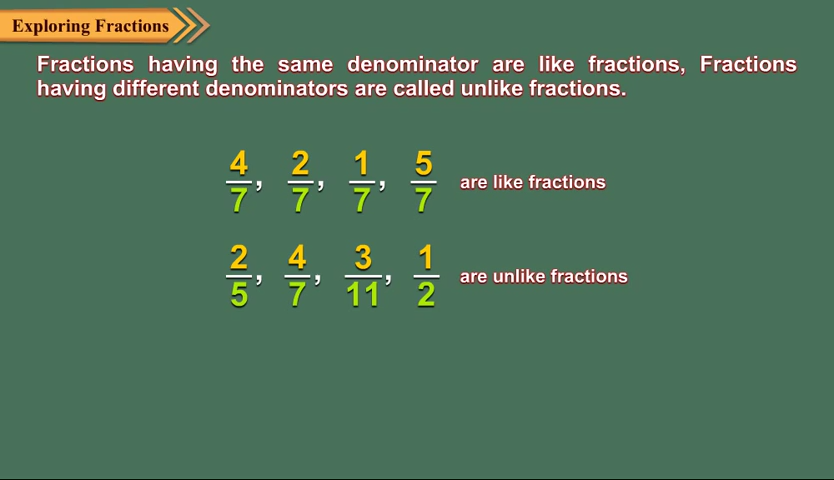 Exploring Fractions
Fractions having the same denominator are like fractions, Fractions
having different denominators are called unlike fractions.
4/7, 2/7, 1/7, 5/7 are like fractions
2/5, 4/7, 3/11, 1/2 are unlike fractions